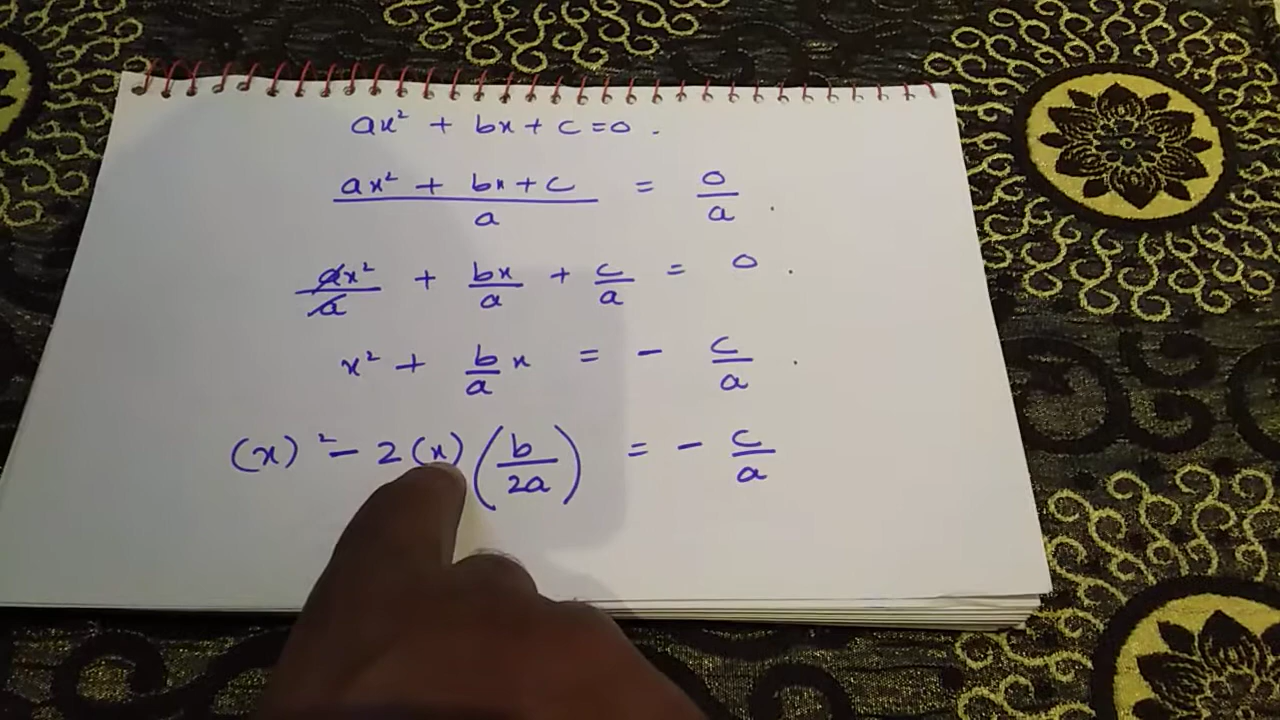 ax² + bx + c = 0.
ax² + bx + c / a = 0 / a.
ax² / a + bx / a + c / a = 0.
x² + b / a x = - c / a.
(x)² - 2(x)(b / 2a) = - c / a